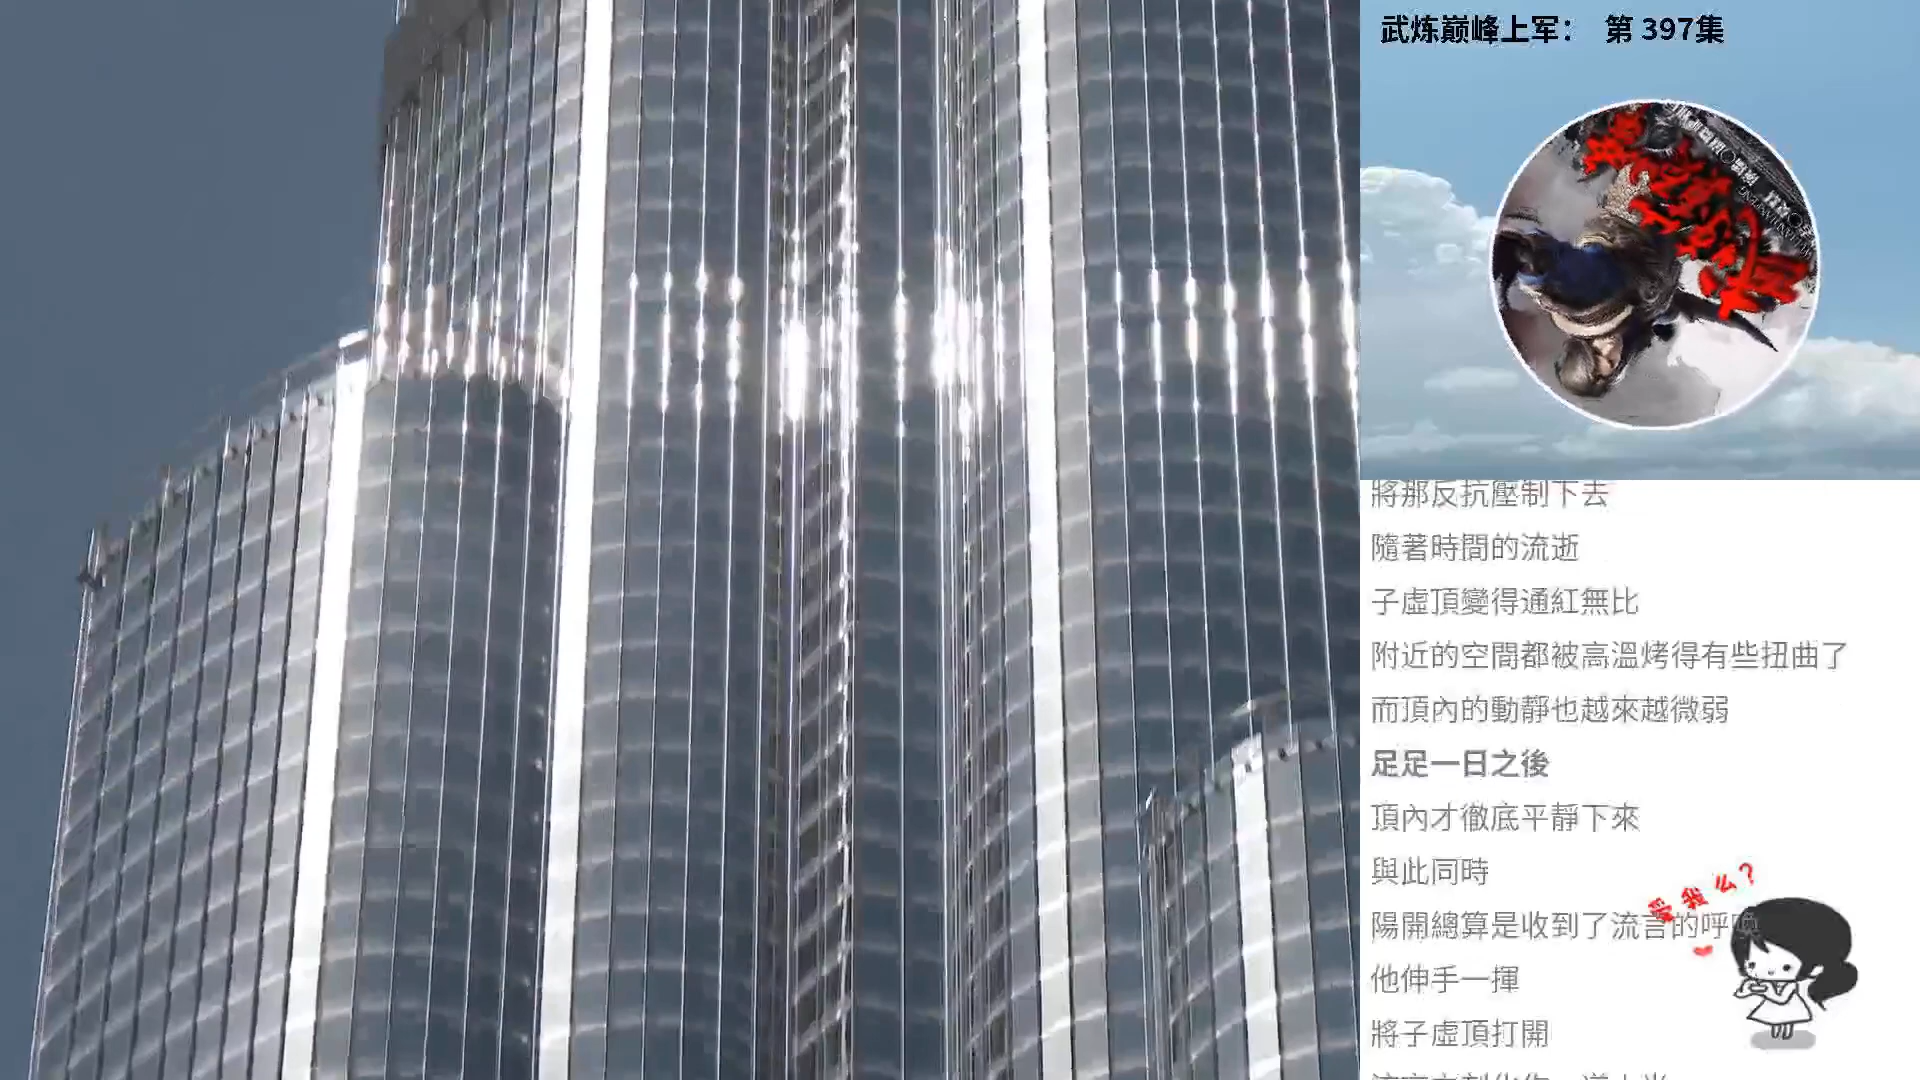 武炼巅峰上军： 第 397集
將那反抗壓制下去
隨著時間的流逝
子虛頂變得通紅無比
附近的空間都被高溫烤得有些扭曲了
而頂內的動靜也越來越微弱
足足一日之後
頂內才徹底平靜下來
與此同時
陽開總算是收到了流言的呼喚
他伸手一揮
將子虛頂打開
愛我么?